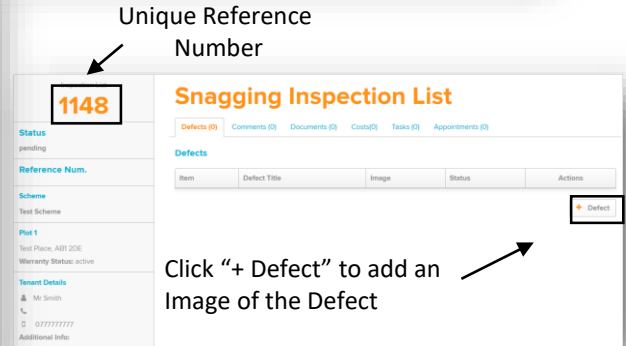 Unique Reference
Number
Inspection List
1148
Status
pending
Reference Num.
Scheme
Test Scheme
Plot 1
Test Place, AB1 2DE
Warranty Status: active
Tenant Details
Mr Smith
0777777777
Additional Info:
Snagging Inspection List
Defects (0) Comments (0) Documents (0) Costs(0) Tasks (0) Appointments (0)
Defects
Item Defect Title Image Status Actions
+ Defect
Click “+ Defect” to add an
Image of the Defect